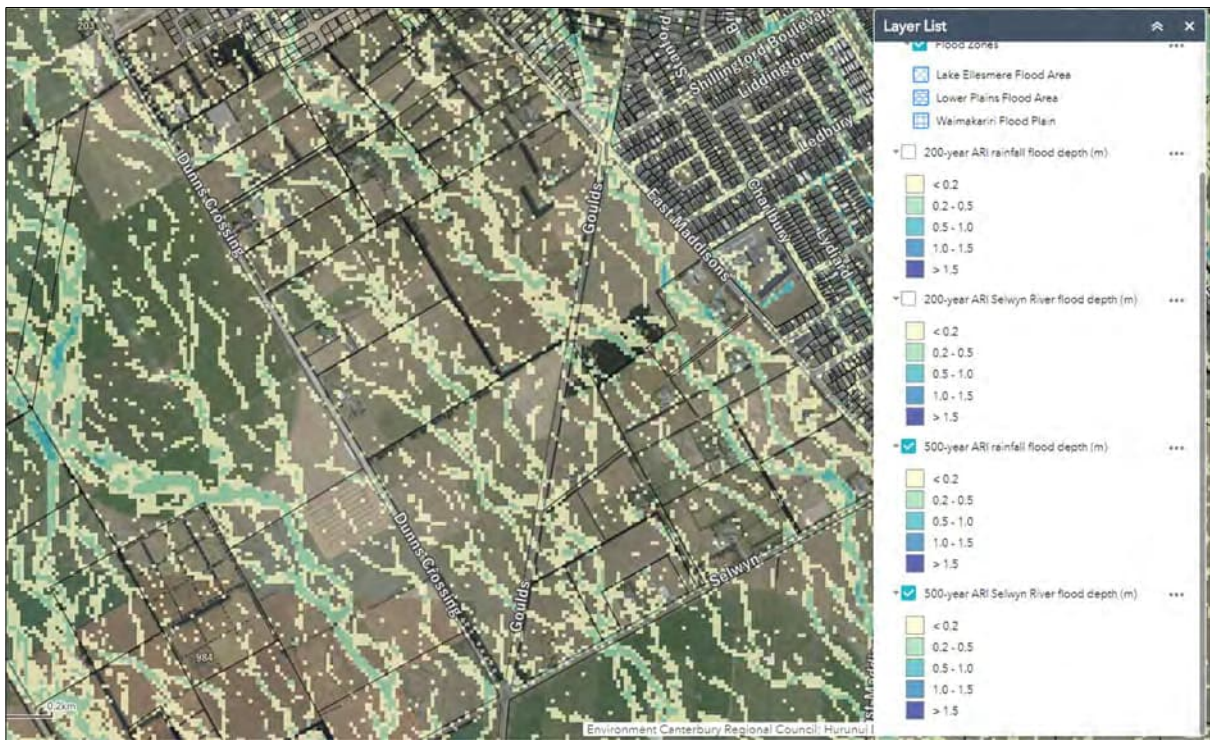 Shillingford Boulevard
Liddington
Ledbury
Dunns Crossing
Goulds
East Maddisons
Charlbury
Lydiard
Dunns Crossing
Goulds
Selwyn
984
0.2km
Environment Canterbury Regional Council: Hurunui
Layer List
Flood Zones
Lake Ellesmere Flood Area
Lower Plains Flood Area
Waimakariri Flood Plain
200-year ARI rainfall flood depth (m)
< 0.2
0.2 - 0.5
0.5 - 1.0
1.0 - 1.5
> 1.5
200-year ARI Selwyn River flood depth (m)
< 0.2
0.2 - 0.5
0.5 - 1.0
1.0 - 1.5
> 1.5
500-year ARI rainfall flood depth (m)
< 0.2
0.2 - 0.5
0.5 - 1.0
1.0 - 1.5
> 1.5
500-year ARI Selwyn River flood depth (m)
< 0.2
0.2 - 0.5
0.5 - 1.0
1.0 - 1.5
> 1.5